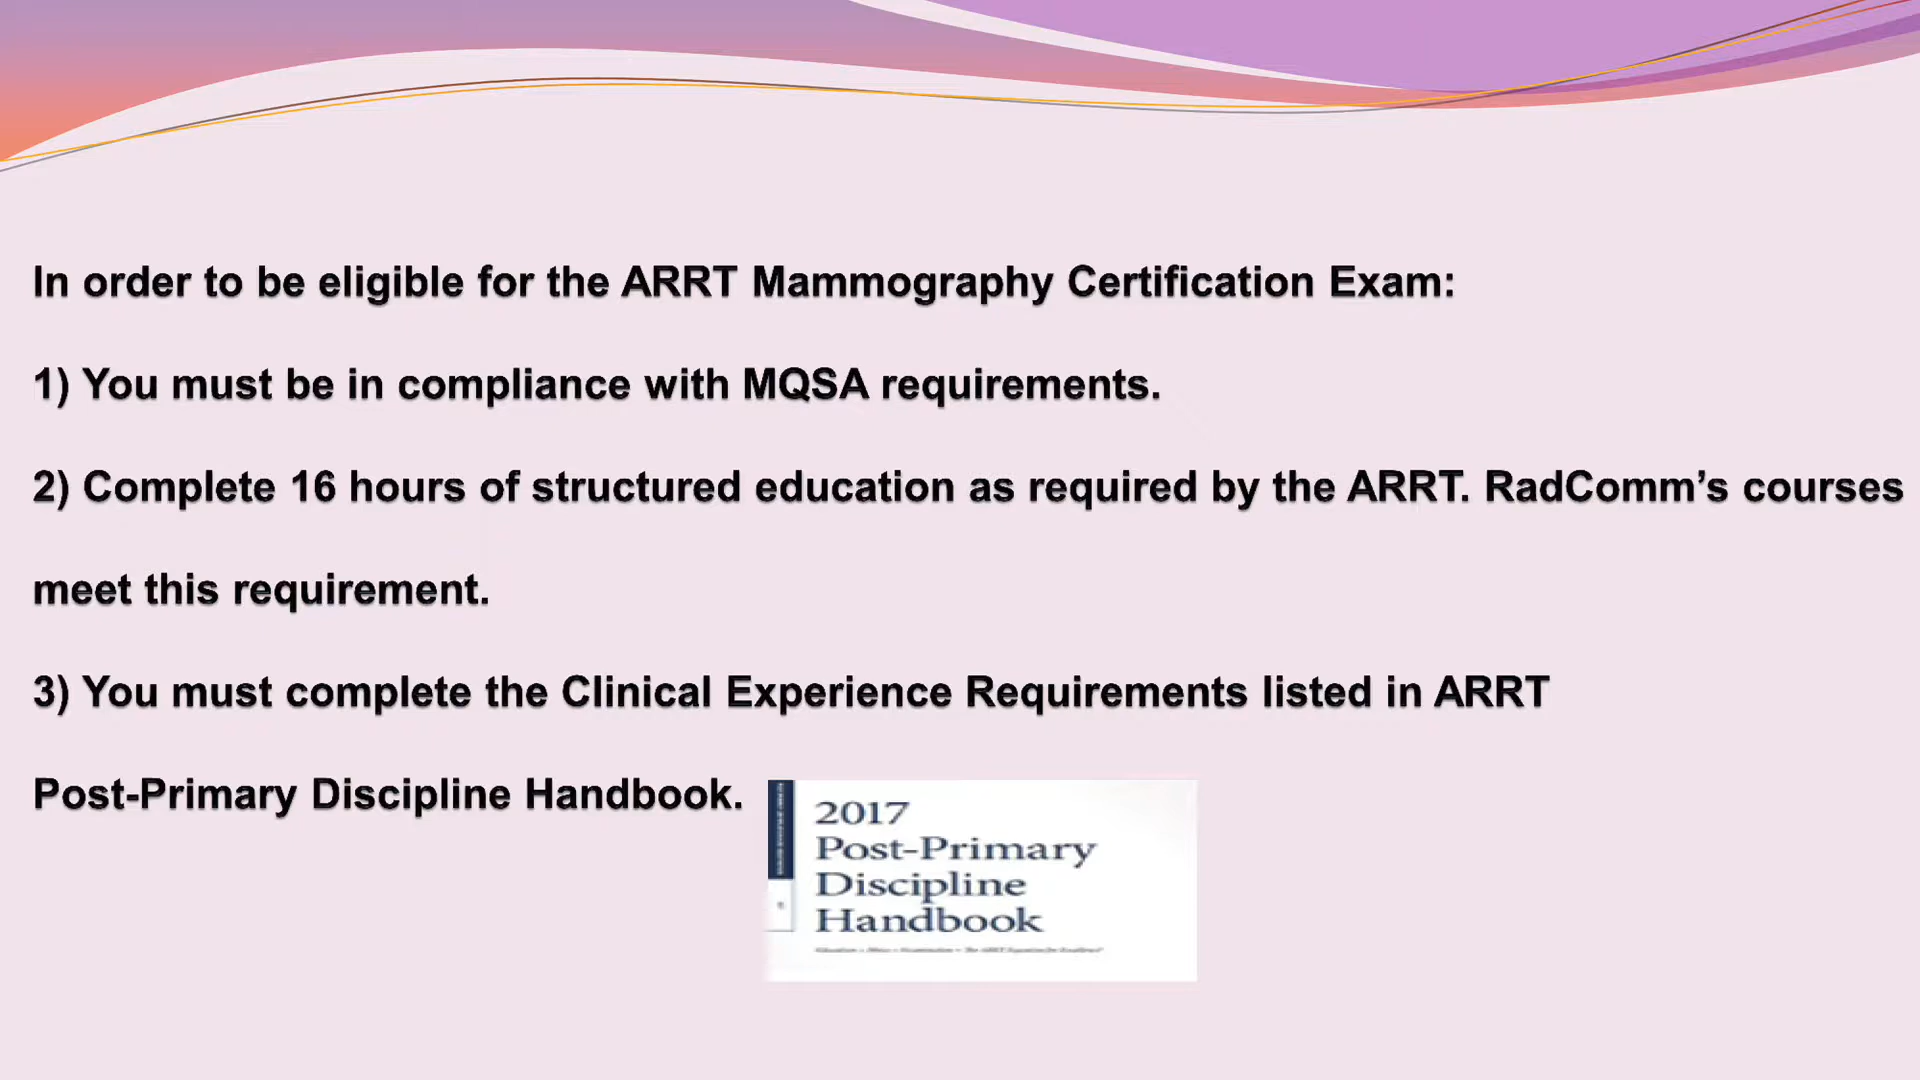 In order to be eligible for the ARRT Mammography Certification Exam:
1) You must be in compliance with MQSA requirements.
2) Complete 16 hours of structured education as required by the ARRT. RadComm’s courses
meet this requirement.
3) You must complete the Clinical Experience Requirements listed in ARRT
Post-Primary Discipline Handbook.
2017
Post-Primary
Discipline
Handbook